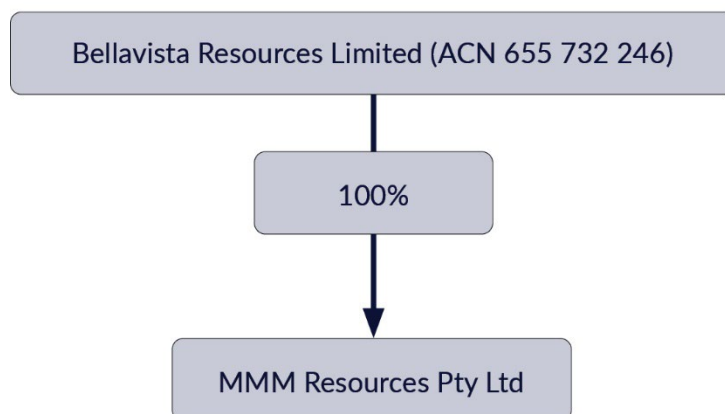 Bellavista Resources Limited (ACN 655 732 246)
100%
MMM Resources Pty Ltd